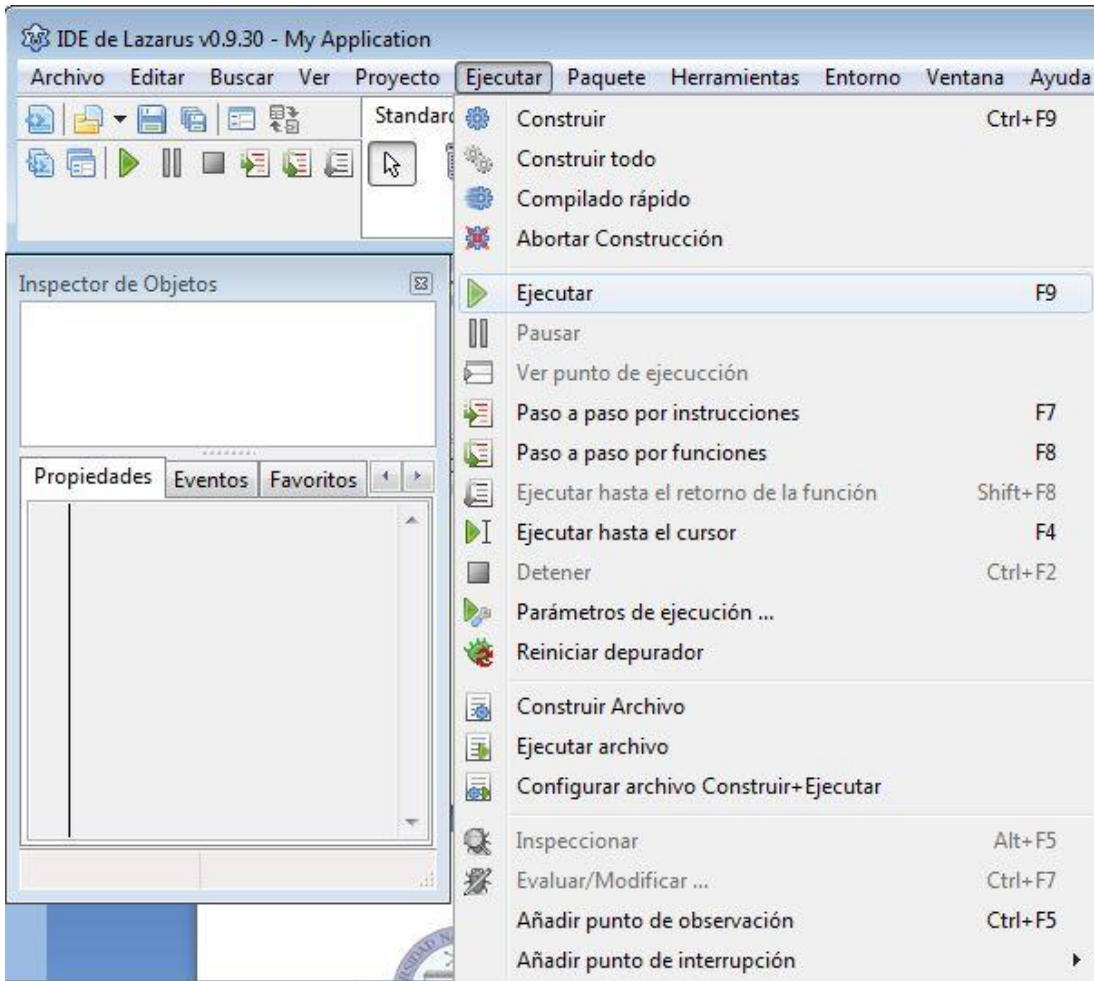 IDE de Lazarus v0.9.30 - My Application
Archivo Editar Buscar Ver Proyecto Ejecutar Paquete Herramientas Entorno Ventana Ayuda
Construir Ctrl+F9
Construir todo
Compilado rápido
Abortar Construcción
Ejecutar F9
Pausar
Ver punto de ejecucción
Paso a paso por instrucciones F7
Paso a paso por funciones F8
Ejecutar hasta el retorno de la función Shift+F8
Ejecutar hasta el cursor F4
Detener Ctrl+F2
Parámetros de ejecución ...
Reiniciar depurador
Construir Archivo
Ejecutar archivo
Configurar archivo Construir+Ejecutar
Inspeccionar Alt+F5
Evaluar/Modificar ... Ctrl+F7
Añadir punto de observación Ctrl+F5
Añadir punto de interrupción
Inspector de Objetos
Propiedades Eventos Favoritos